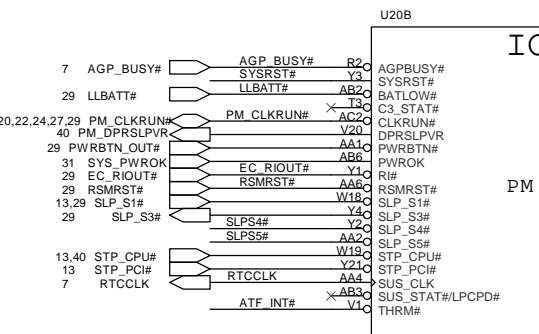 U20B
IC
7 AGP_BUSY# AGP_BUSY# R2 AGPBUSY#
SYSRST# Y3 SYSRST#
29 LLBATT# LLBATT# AB2 BATLOW#
T3 C3_STAT#
20,22,24,27,29 PM_CLKRUN# PM_CLKRUN# AC2 CLKRUN#
40 PM_DPRSLPVR V20 DPRSLPVR
29 PWRBTN_OUT# AA1 PWRBTN#
31 SYS_PWROK AB6 PWROK
29 EC_RIOUT# EC_RIOUT# Y1 RI#
29 RSMRST# RSMRST# AA6 RSMRST#
PM
13,29 SLP_S1# W18 SLP_S1#
29 SLP_S3# Y4 SLP_S3#
SLPS4# Y2 SLP_S4#
SLPS5# AA2 SLP_S5#
13,40 STP_CPU# W19 STP_CPU#
13 STP_PCI# Y21 STP_PCI#
7 RTCCLK RTCCLK AA4 SUS_CLK
AB3 SUS_STAT#/LPCPD#
ATF_INT# V1 THRM#